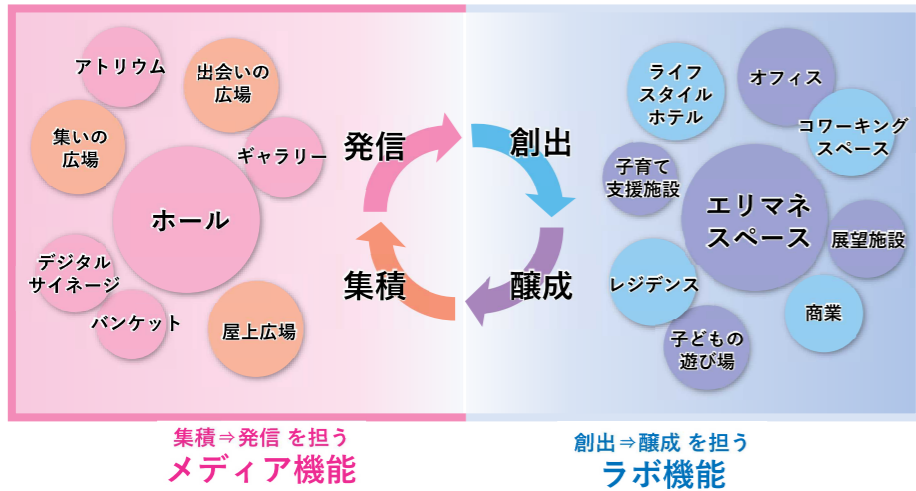 アトリウム
出会いの
広場
集いの
広場
ギャラリー
ホール
デジタル
サイネージ
バンケット
屋上広場
発信
創出
集積
醸成
ライフ
スタイル
ホテル
オフィス
コワーキング
スペース
子育て
支援施設
エリマネ
スペース
展望施設
レジデンス
商業
子どもの
遊び場
集積⇒発信 を担う
メディア機能
創出⇒醸成 を担う
ラボ機能